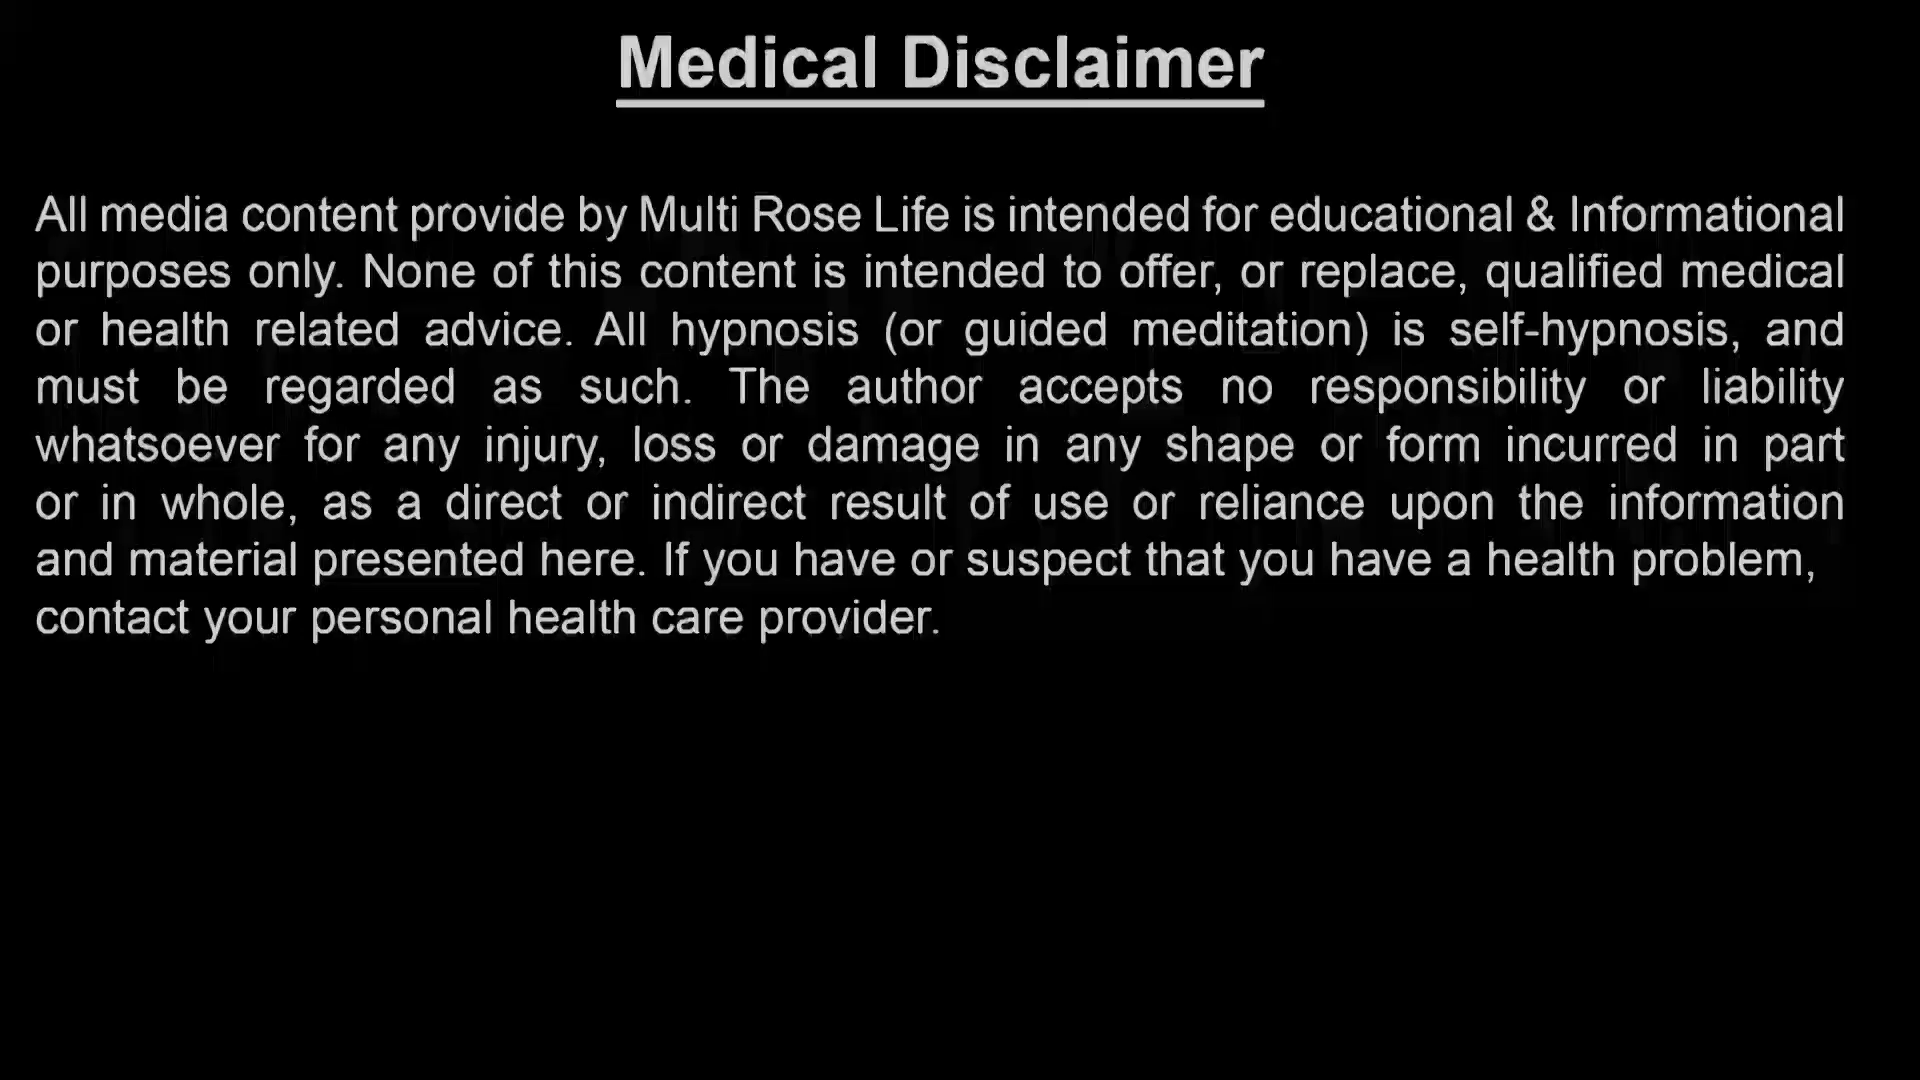 Medical Disclaimer
All media content provide by Multi Rose Life is intended for educational & Informational
purposes only. None of this content is intended to offer, or replace, qualified medical
or health related advice. All hypnosis (or guided meditation) is self-hypnosis, and
must be regarded as such. The author accepts no responsibility or liability
whatsoever for any injury, loss or damage in any shape or form incurred in part
or in whole, as a direct or indirect result of use or reliance upon the information
and material presented here. If you have or suspect that you have a health problem,
contact your personal health care provider.